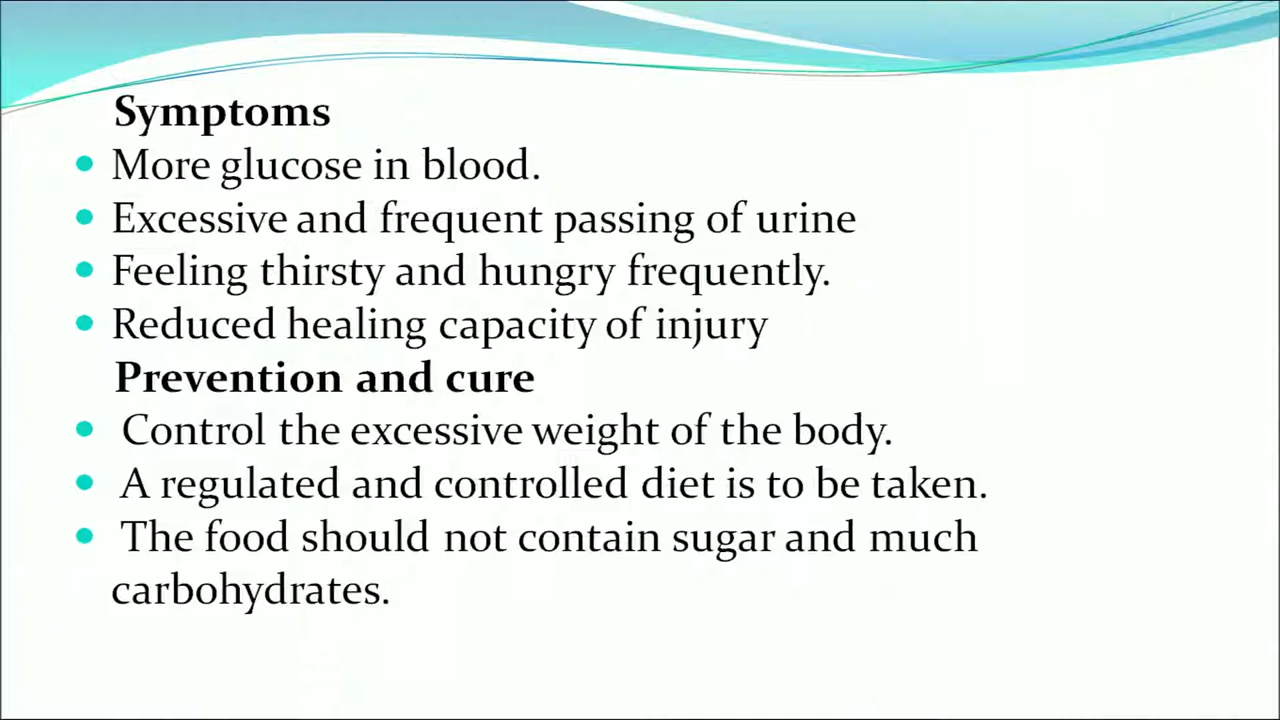 Symptoms
More glucose in blood.
Excessive and frequent passing of urine
Feeling thirsty and hungry frequently.
Reduced healing capacity of injury
Prevention and cure
Control the excessive weight of the body.
A regulated and controlled diet is to be taken.
The food should not contain sugar and much
carbohydrates.